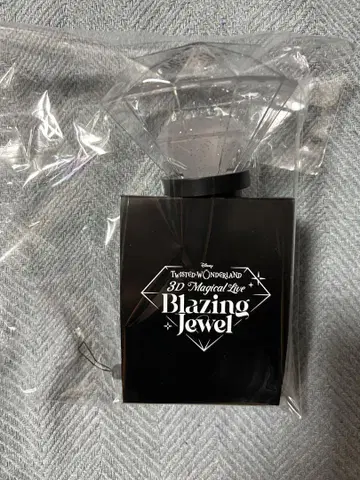 Disney
TWISTED-WONDERLAND
3D Magical Live
Blazing
Jewel